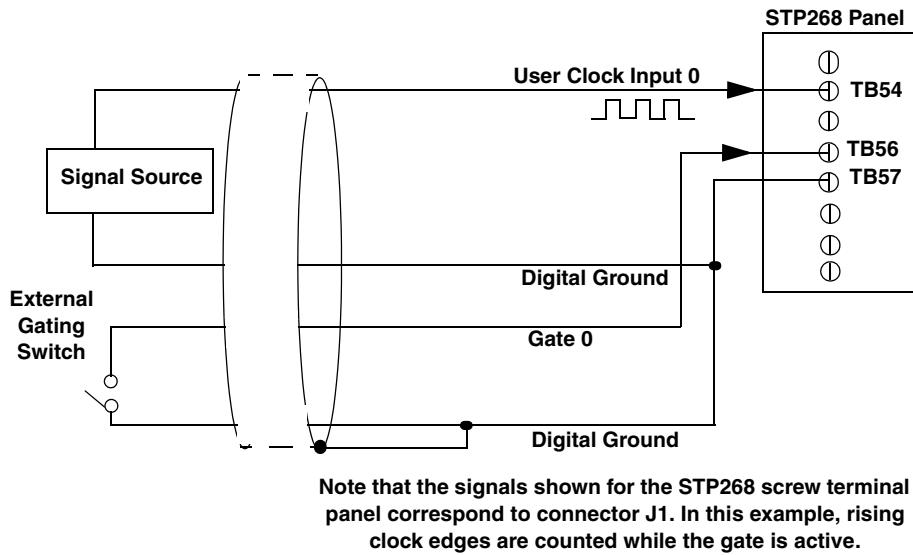 STP268 Panel
User Clock Input 0
TB54
TB56
TB57
Signal Source
Digital Ground
External
Gating
Switch
Gate 0
Digital Ground
Note that the signals shown for the STP268 screw terminal
panel correspond to connector J1. In this example, rising
clock edges are counted while the gate is active.